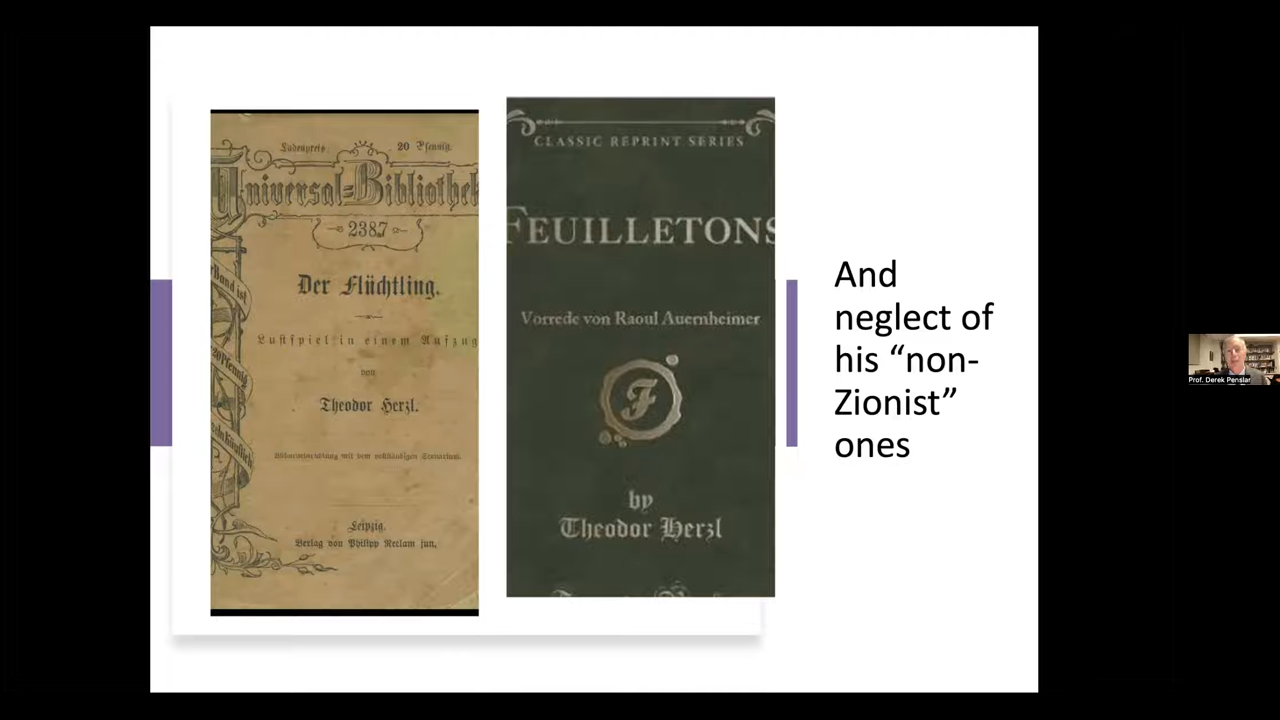 Ladenpreis 20 Pfennig.
Universal-Bibliothek
2387
Der Flüchtling.
Lustspiel in einem Aufzug
von
Theodor Herzl.
Leipzig.
Verlag von Philipp Reclam jun.
CLASSIC REPRINT SERIES
FEUILLETONS
Vorrede von Raoul Auernheimer
F
by
Theodor Herzl
And
neglect of
his “non-
Zionist”
ones
Prof. Derek Penslar